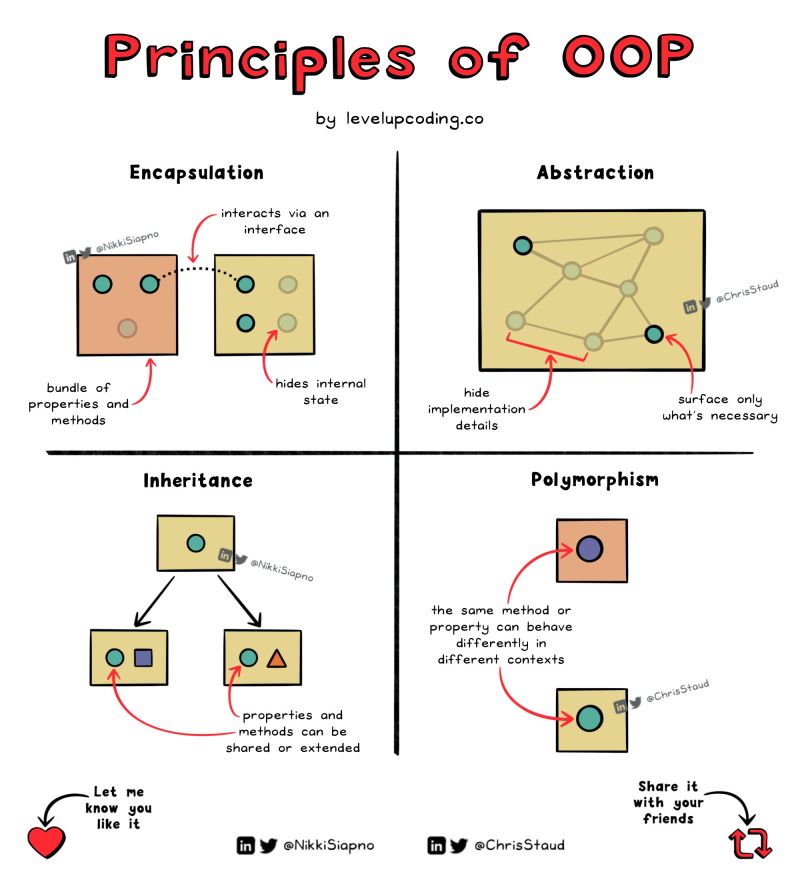 Principles of OOP
by levelupcoding.co
Encapsulation
interacts via an
interface
@NikkiSiapno
bundle of
properties and
methods
hides internal
state
Abstraction
@ChrisStaud
hide
implementation
details
surface only
what's necessary
Inheritance
@NikkiSiapno
properties and
methods can be
shared or extended
Polymorphism
the same method or
property can behave
differently in
different contexts
@ChrisStaud
Let me
know you
like it
in @NikkiSiapno
in @ChrisStaud
Share it
with your
friends